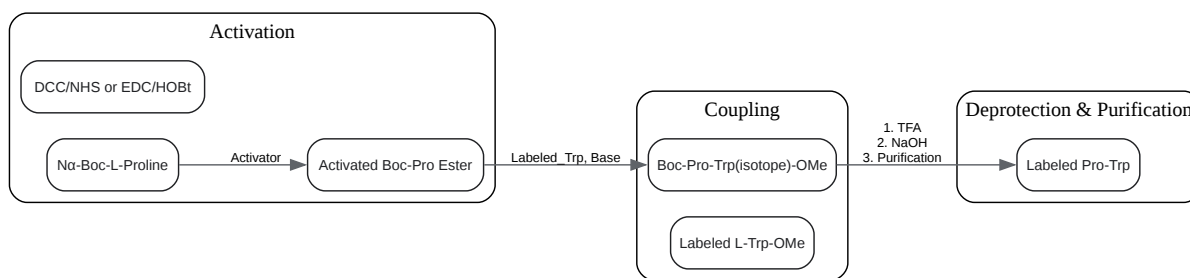 Activation
DCC/NHS or EDC/HOBt
Nα-Boc-L-Proline
Activator
Activated Boc-Pro Ester
Labeled_Trp, Base
Coupling
Boc-Pro-Trp(isotope)-OMe
Labeled L-Trp-OMe
1. TFA
2. NaOH
3. Purification
Deprotection & Purification
Labeled Pro-Trp